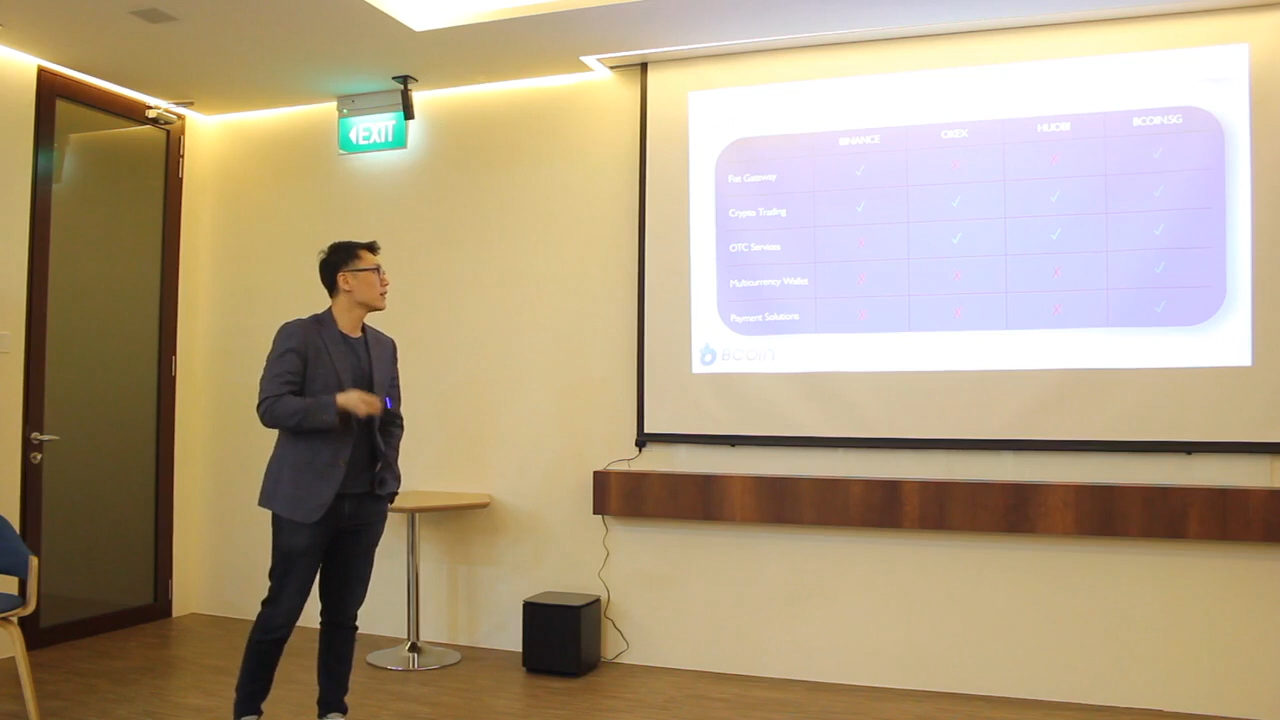 EXIT
BINANCE OKEX HUOBI BCOIN.SG
Fiat Gateway ✓ X X ✓
Crypto Trading ✓ ✓ ✓ ✓
OTC Services X ✓ ✓ ✓
Multicurrency Wallet X X X ✓
Payment Solutions X X X ✓
BCOIN